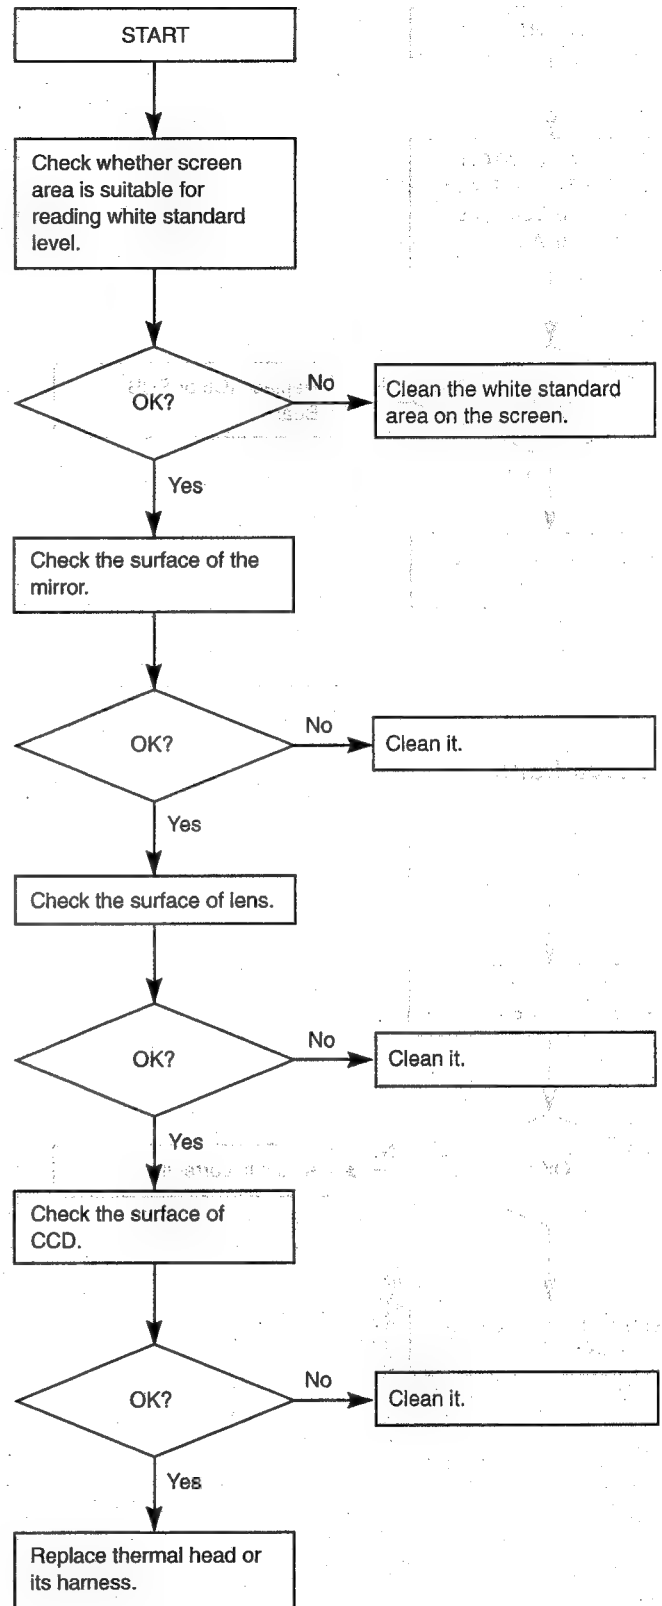 START
Check whether screen
area is suitable for
reading white standard
level.
OK?
No
Clean the white standard
area on the screen.
Yes
Check the surface of the
mirror.
OK?
No
Clean it.
Yes
Check the surface of lens.
OK?
No
Clean it.
Yes
Check the surface of
CCD.
OK?
No
Clean it.
Yes
Replace thermal head or
its harness.